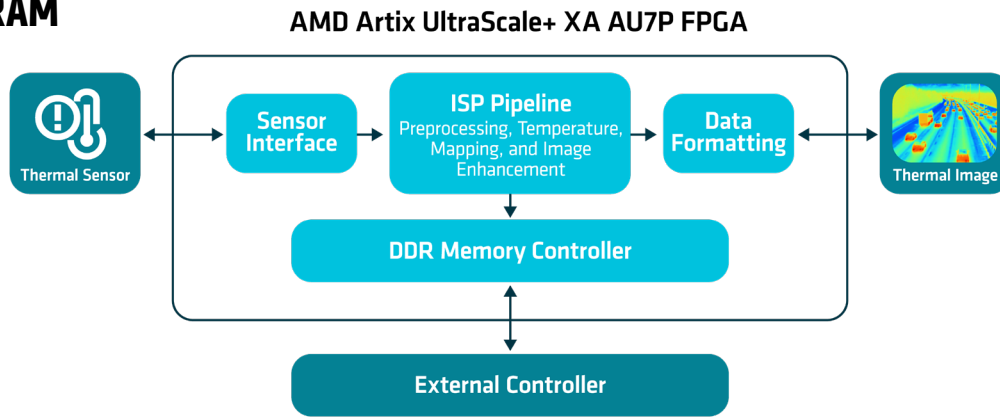 AMD Artix UltraScale+ XA AU7P FPGA
Thermal Sensor
Sensor
Interface
ISP Pipeline
Preprocessing, Temperature,
Mapping, and Image
Enhancement
Data
Formatting
Thermal Image
DDR Memory Controller
External Controller